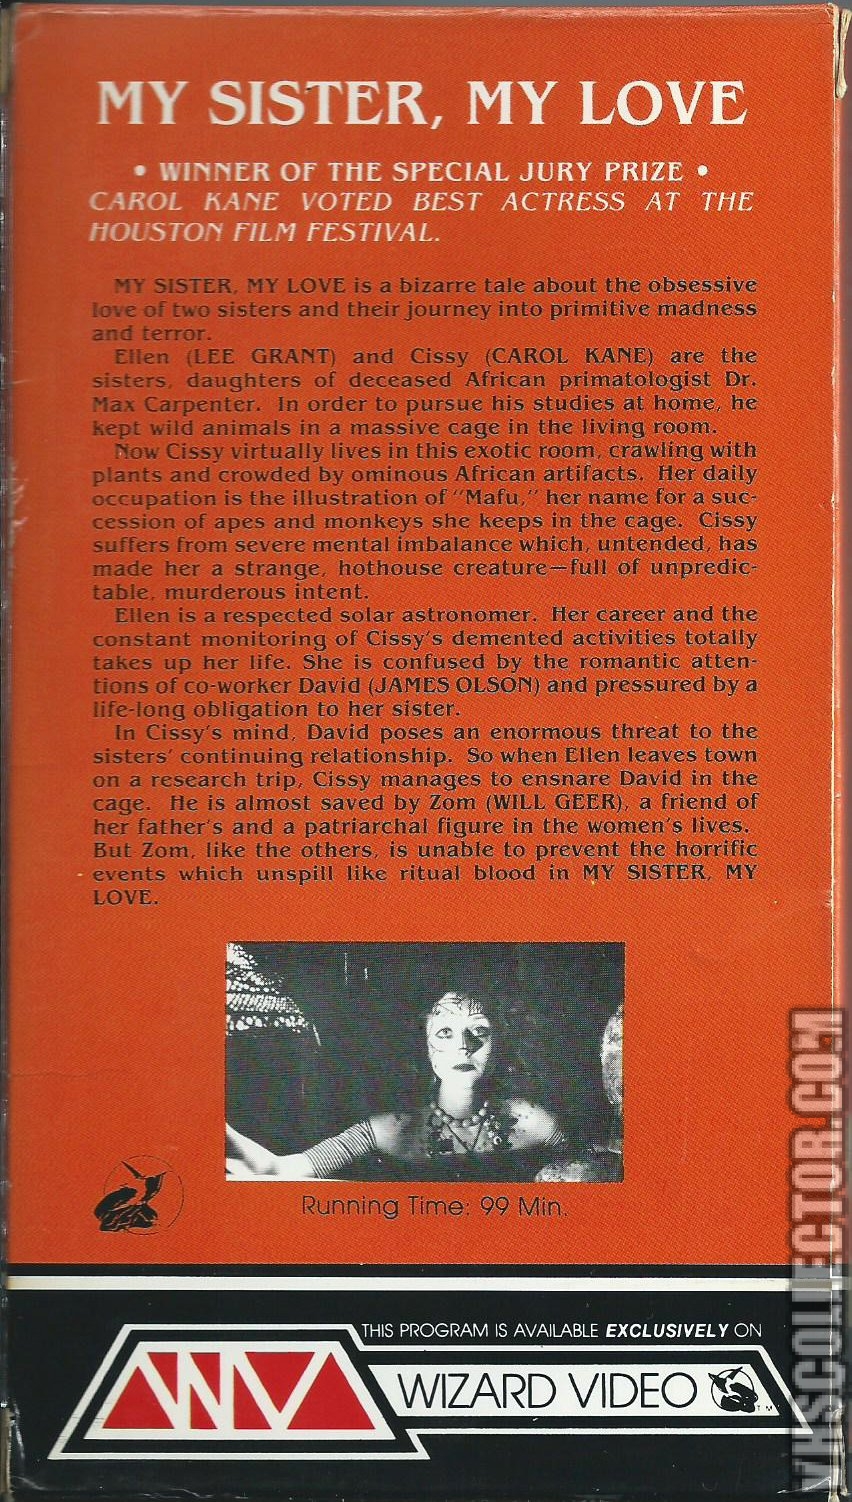 MY SISTER, MY LOVE
• WINNER OF THE SPECIAL JURY PRIZE •
CAROL KANE VOTED BEST ACTRESS AT THE
HOUSTON FILM FESTIVAL.
MY SISTER, MY LOVE is a bizarre tale about the obsessive
love of two sisters and their journey into primitive madness
and terror.
Ellen (LEE GRANT) and Cissy (CAROL KANE) are the
sisters, daughters of deceased African primatologist Dr.
Max Carpenter. In order to pursue his studies at home, he
kept wild animals in a massive cage in the living room.
Now Cissy virtually lives in this exotic room, crawling with
plants and crowded by ominous African artifacts. Her daily
occupation is the illustration of "Mafu," her name for a suc-
cession of apes and monkeys she keeps in the cage. Cissy
suffers from severe mental imbalance which, untended, has
made her a strange, hothouse creature—full of unpredic-
table, murderous intent.
Ellen is a respected solar astronomer. Her career and the
constant monitoring of Cissy's demented activities totally
takes up her life. She is confused by the romantic atten-
tions of co-worker David (JAMES OLSON) and pressured by a
life-long obligation to her sister.
In Cissy's mind, David poses an enormous threat to the
sisters' continuing relationship. So when Ellen leaves town
on a research trip, Cissy manages to ensnare David in the
cage. He is almost saved by Zom (WILL GEER), a friend of
her father's and a patriarchal figure in the women's lives.
But Zom, like the others, is unable to prevent the horrific
events which unspill like ritual blood in MY SISTER, MY
LOVE.
Running Time: 99 Min.
THIS PROGRAM IS AVAILABLE EXCLUSIVELY ON
WIZARD VIDEO
TM
VHSCOLLECTOR.COM